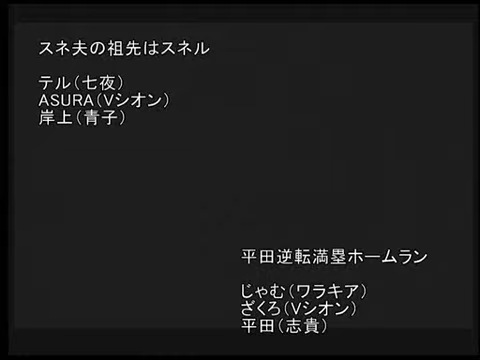 スネ夫の祖先はスネル
テル(七夜)
ASURA(Vシオン)
岸上(青子)
平田逆転満塁ホームラン
じゃむ(ワラキア)
ざくろ(Vシオン)
平田(志貴)